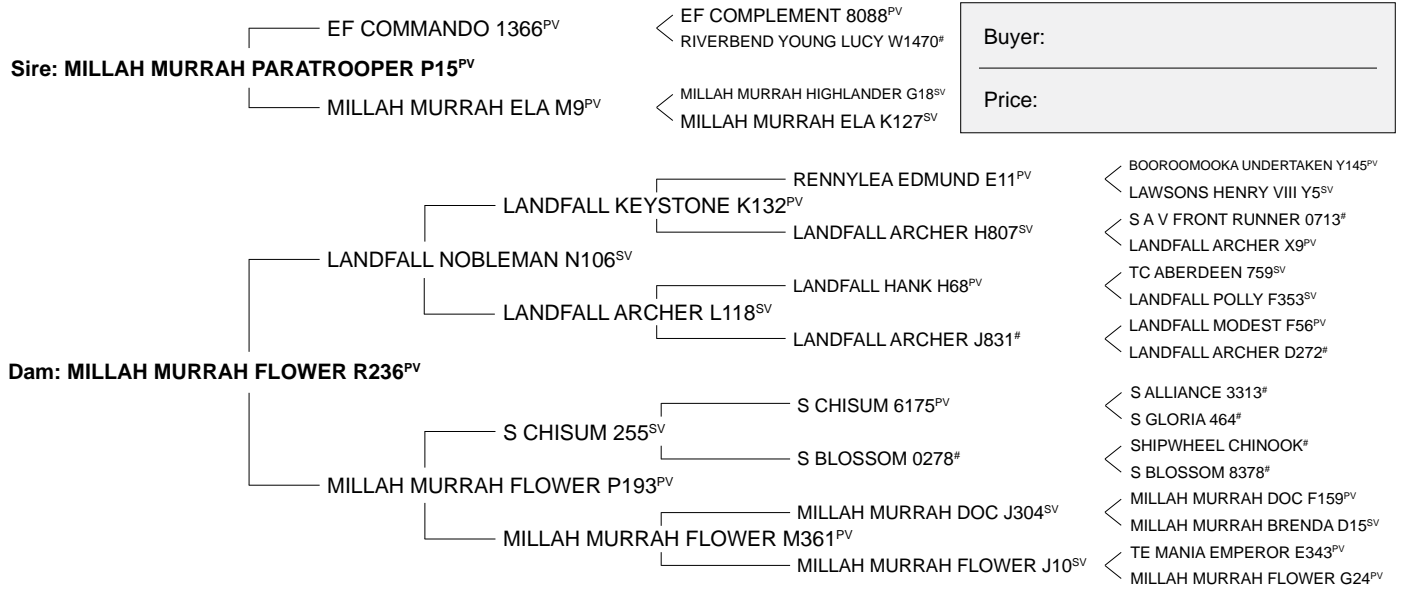 EF COMMANDO 1366PV
EF COMPLEMENT 8088PV
RIVERBEND YOUNG LUCY W1470#
Sire: MILLAH MURRAH PARATROOPER P15PV
MILLAH MURRAH ELA M9PV
MILLAH MURRAH HIGHLANDER G18SV
MILLAH MURRAH ELA K127SV
Buyer:
Price:
RENNYLEA EDMUND E11PV
BOOROOMOOKA UNDERTAKEN Y145PV
LAWSONS HENRY VIII Y5SV
LANDFALL KEYSTONE K132PV
LANDFALL ARCHER H807SV
S A V FRONT RUNNER 0713#
LANDFALL ARCHER X9PV
LANDFALL NOBLEMAN N106SV
LANDFALL HANK H68PV
TC ABERDEEN 759SV
LANDFALL POLLY F353SV
LANDFALL ARCHER L118SV
LANDFALL ARCHER J831#
LANDFALL MODEST F56PV
LANDFALL ARCHER D272#
Dam: MILLAH MURRAH FLOWER R236PV
S CHISUM 6175PV
S ALLIANCE 3313#
S GLORIA 464#
S CHISUM 255SV
S BLOSSOM 0278#
SHIPWHEEL CHINOOK#
S BLOSSOM 8378#
MILLAH MURRAH FLOWER P193PV
MILLAH MURRAH DOC J304SV
MILLAH MURRAH DOC F159PV
MILLAH MURRAH BRENDA D15SV
MILLAH MURRAH FLOWER M361PV
MILLAH MURRAH FLOWER J10SV
TE MANIA EMPEROR E343PV
MILLAH MURRAH FLOWER G24PV